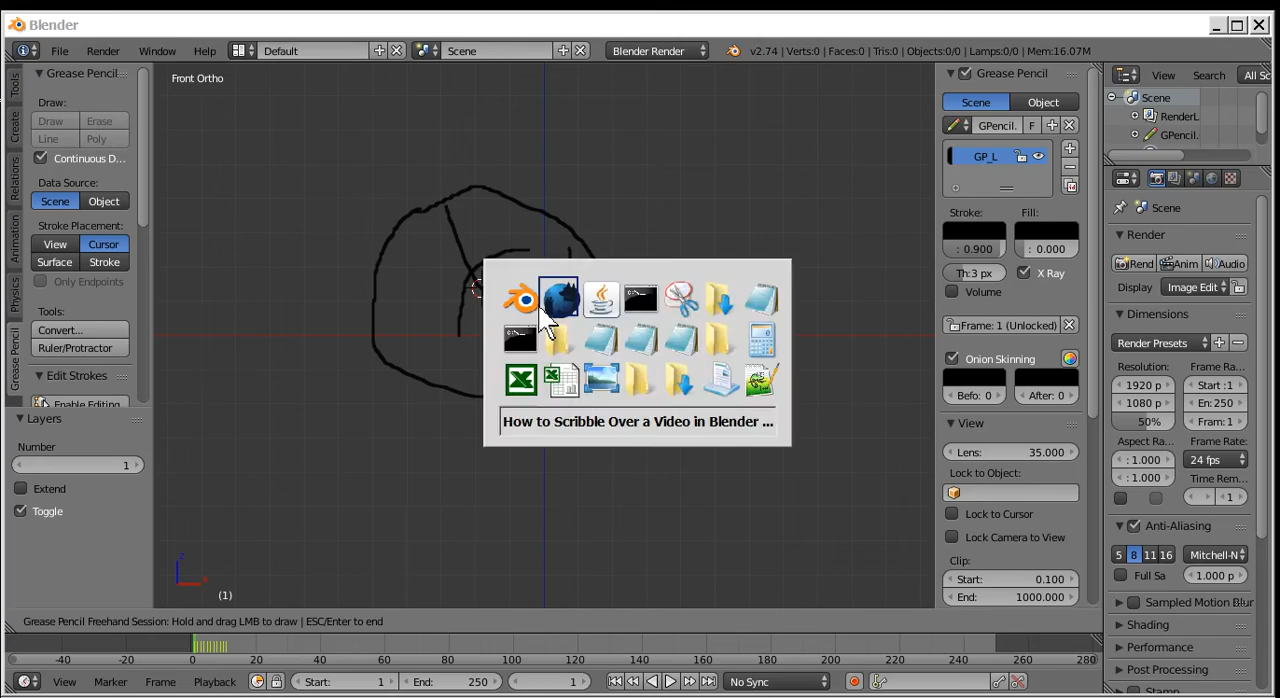 Blender
File Render Window Help Default Scene Blender Render v2.74 | Verts:0 | Faces:0 | Tris:0 | Objects:0/0 | Lamps:0/0 | Mem:16.07M
Tools
Create
Relations
Animation
Physics
Grease Pencil
Grease Pencil
Draw:
Draw Erase
Line Poly
Continuous D...
Data Source:
Scene Object
Stroke Placement:
View Cursor
Surface Stroke
Only Endpoints
Convert...
Ruler/Protractor
Edit Strokes
Enable Editing
Layers
Number
1
Extend
Toggle
Front Ortho
How to Scribble Over a Video in Blender ...
z
x
(1)
Grease Pencil Freehand Session: Hold and drag LMB to draw | ESC/Enter to end
Grease Pencil
Scene Object
GPencil. F
GP_L
Stroke: Fill:
: 0.900 : 0.000
Th: 3 px X Ray
Volume
Frame: 1 (Unlocked)
Onion Skinning
Befo: 0 After: 0
View
Lens: 35.000
Lock to Object:
Lock to Cursor
Lock Camera to View
Clip:
Start: 0.100
End: 1000.000
View Search All Sc
Scene
RenderL
GPencil.
Scene
Render
Rend Anim Audio
Display Image Edit
Dimensions
Render Presets
Resolution: Frame Ra...
1920 p Start :1
1080 p En: 250
50% Fram: 1
Aspect Ra... Frame Rate:
: 1.000 24 fps
: 1.000 Time Rem...
1
Anti-Aliasing
5 8 11 16 Mitchell-N
Full Sa 1.000 p
Sampled Motion Blur
Shading
Performance
Post Processing
-40 -20 0 20 40 60 80 100 120 140 160 180 200 220 240 260 280
View Marker Frame Playback Start: 1 End: 250 1 No Sync